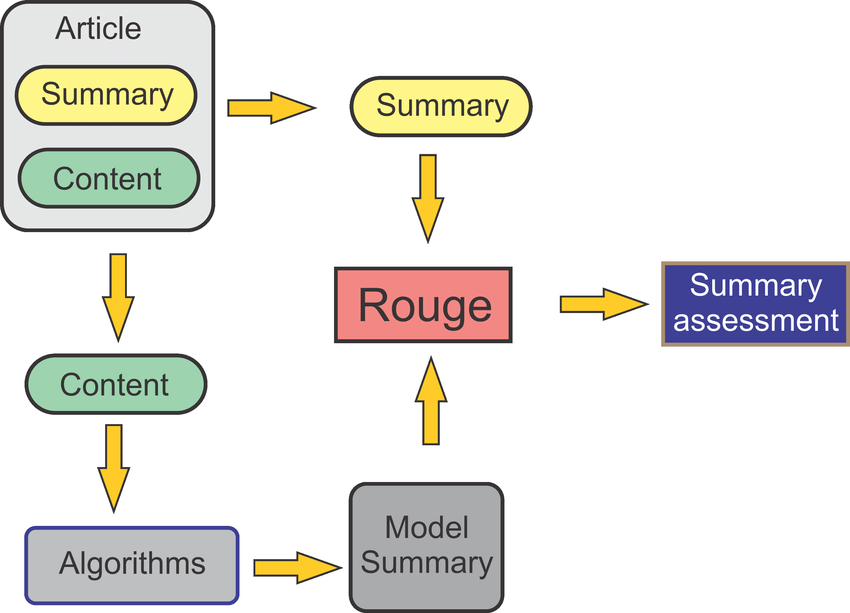 Article
Summary
Content
Summary
Rouge
Summary
assessment
Content
Algorithms
Model
Summary